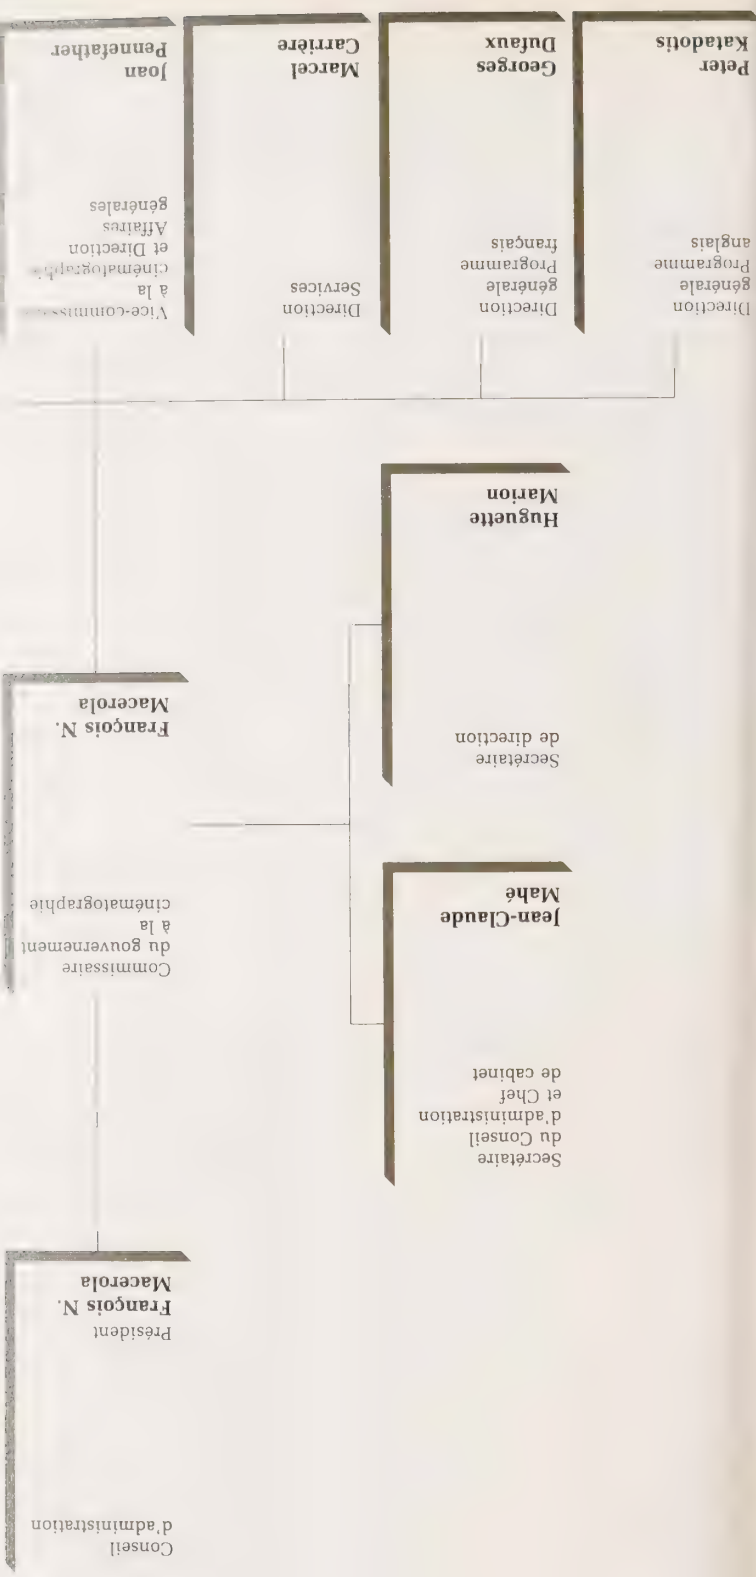 Conseil
d'administration
Président
François N.
Macerola
Commissaire
du gouvernement
à la
cinématographie
François N.
Macerola
Secrétaire
du Conseil
d'administration
et Chef
de cabinet
Jean-Claude
Mahé
Secrétaire
de direction
Huguette
Marion
Direction
générale
Programme
anglais
Peter
Katadotis
Direction
générale
Programme
français
Georges
Dufaux
Direction
Services
Marcel
Carrière
à la
et Direction
Affaires
générales
Joan
Pennefather